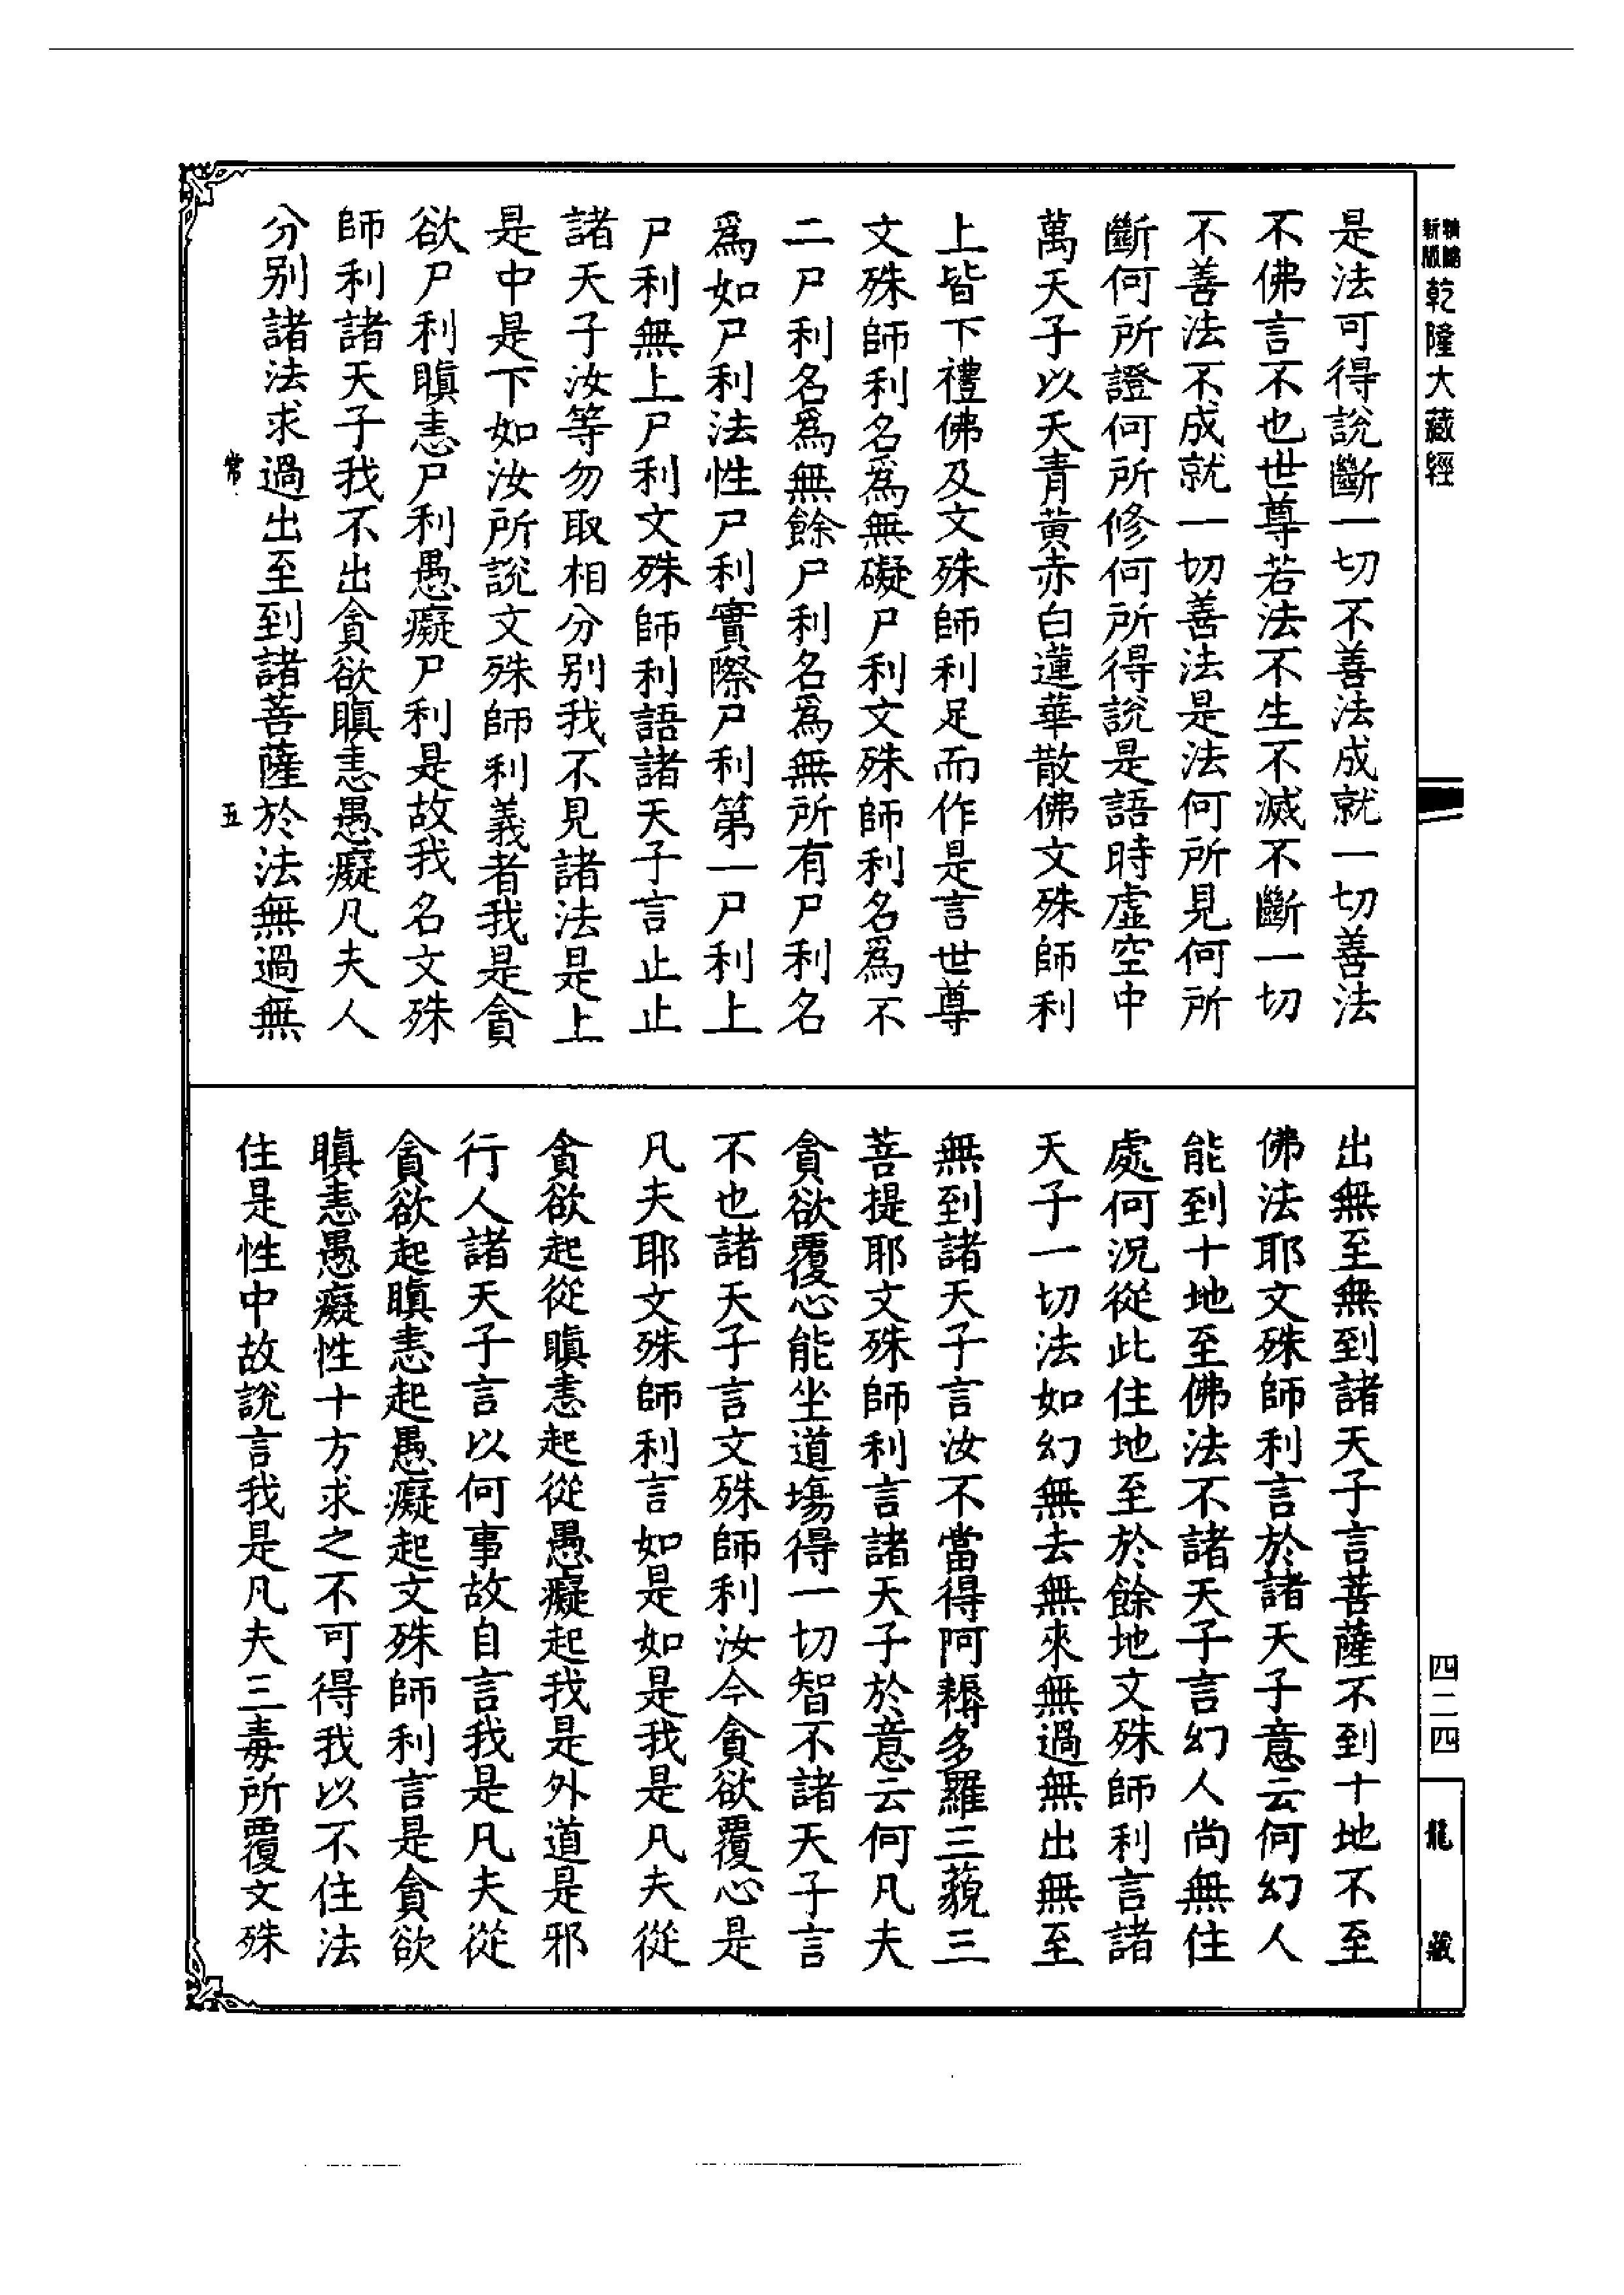 新版
乾隆大藏經
是法可得說斷一切不善法成就一切善法
不佛言不也世尊若法不生不滅不斷一切
不善法不成就一切善法是法何所見何所
斷何所證何所修何所得說是語時虛空中
萬天子以天青黃赤白蓮華散佛文殊師利
上皆下禮佛及文殊師利足而作是言世尊
文殊師利名為無礙尸利文殊師利名為不
二尸利名為無餘尸利名為無所有尸利名
為如尸利法性尸利實際尸利第一尸利上
尸利無上尸利文殊師利語諸天子言止止
諸天子汝等勿取相分別我不見諸法是上
是中是下如汝所說文殊師利義者我是貪
欲尸利瞋恚尸利愚癡尸利是故我名文殊
師利諸天子我不出貪欲瞋恚愚癡凡夫人
分別諸法求過出至到諸菩薩於法無過無
常
五
出無至無到諸天子言菩薩不到十地不至
佛法耶文殊師利言於諸天子意云何幻人
能到十地至佛法不諸天子言幻人尚無住
處何況從此住地至於餘地文殊師利言諸
天子一切法如幻無去無來無過無出無至
無到諸天子言汝不當得阿耨多羅三藐三
菩提耶文殊師利言諸天子於意云何凡夫
貪欲覆心能坐道場得一切智不諸天子言
不也諸天子言文殊師利汝今貪欲覆心是
凡夫耶文殊師利言如是如是我是凡夫從
貪欲起從瞋恚起從愚癡起我是外道是邪
行人諸天子言以何事故自言我是凡夫從
貪欲起瞋恚起愚癡起文殊師利言是貪欲
瞋恚愚癡性十方求之不可得我以不住法
住是性中故說言我是凡夫三毒所覆文殊
四二四
龍藏